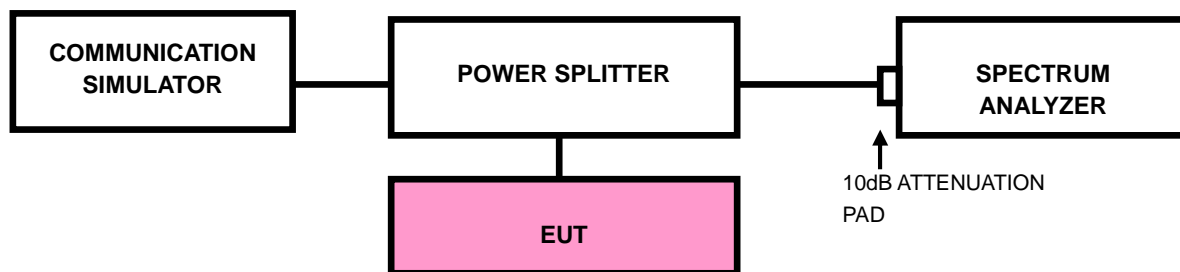 COMMUNICATION
SIMULATOR
POWER SPLITTER
SPECTRUM
ANALYZER
10dB ATTENUATION
PAD
EUT